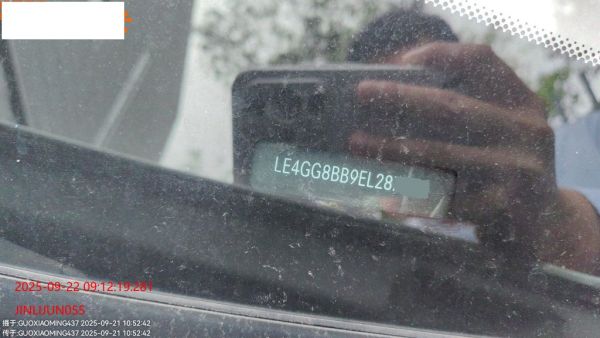 LE4GG8BB9EL28
2025-09-22 09:12:19.281
JINLIJUN055
摄于:GUOXIAOMING437 2025-09-21 10:52:42
传于:GUOXIAOMING437 2025-09-21 10:52:42